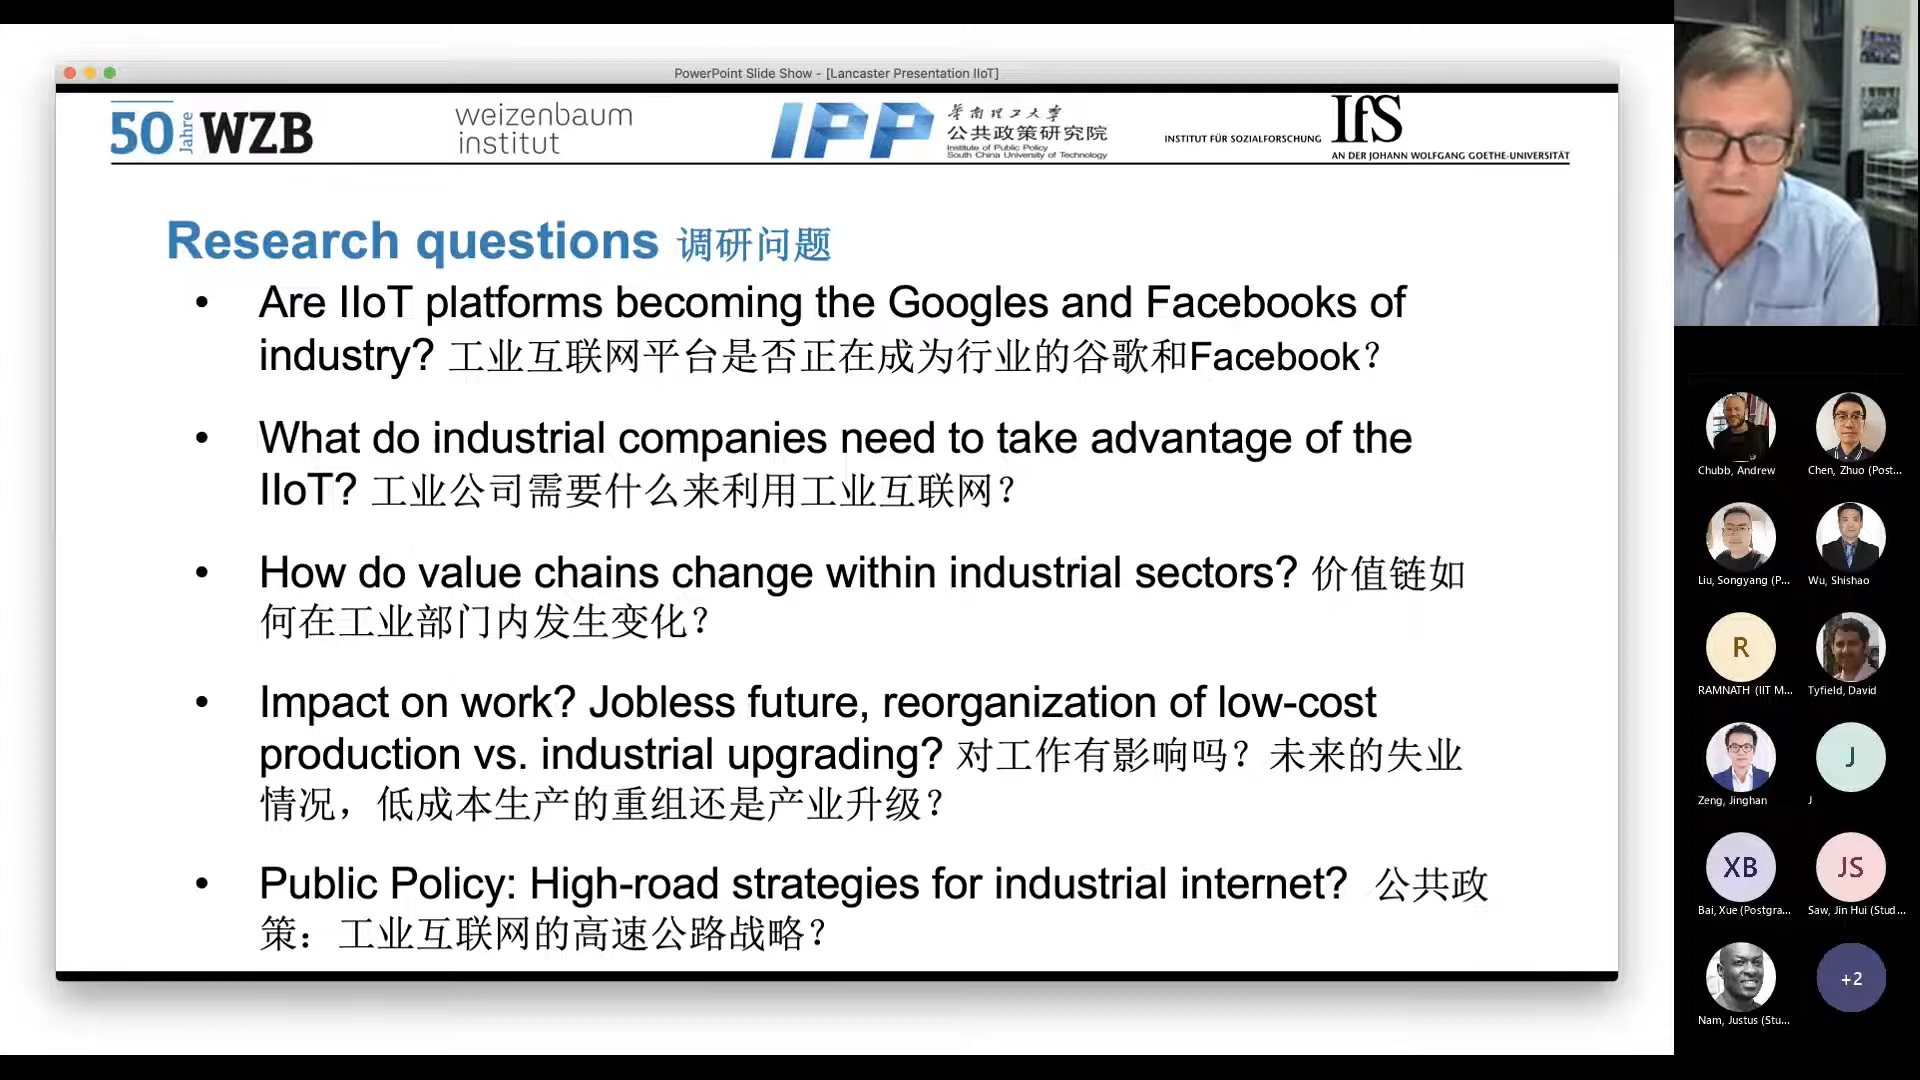 PowerPoint Slide Show - [Lancaster Presentation IIoT]
50 Jahre WZB
weizenbaum
institut
IPP
华南理工大学
公共政策研究院
Institute of Public Policy
South China University of Technology
INSTITUT FÜR SOZIALFORSCHUNG IfS
AN DER JOHANN WOLFGANG GOETHE-UNIVERSITÄT
Research questions 调研问题
• Are IIoT platforms becoming the Googles and Facebooks of
industry? 工业互联网平台是否正在成为行业的谷歌和Facebook?
• What do industrial companies need to take advantage of the
IIoT? 工业公司需要什么来利用工业互联网?
• How do value chains change within industrial sectors? 价值链如
何在工业部门内发生变化?
• Impact on work? Jobless future, reorganization of low-cost
production vs. industrial upgrading? 对工作有影响吗? 未来的失业
情况, 低成本生产的重组还是产业升级?
• Public Policy: High-road strategies for industrial internet? 公共政
策: 工业互联网的高速公路战略?
Chubb, Andrew
Chen, Zhuo (Post...
Liu, Songyang (P...
Wu, Shishao
R
RAMNATH (IIT M...
Tyfield, David
Zeng, Jinghan
J
J
XB
Bai, Xue (Postgra...
JS
Saw, Jin Hui (Stud...
Nam, Justus (Stu...
+2